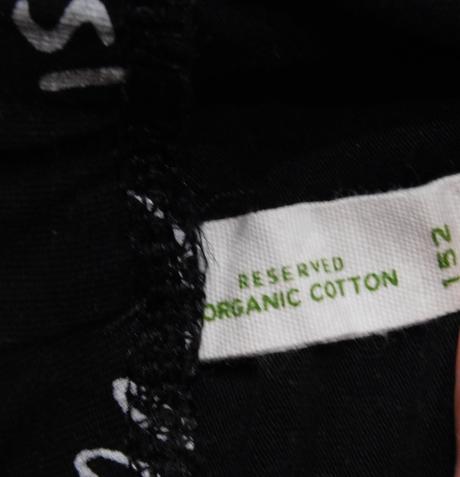 RESERVED
ORGANIC COTTON
152